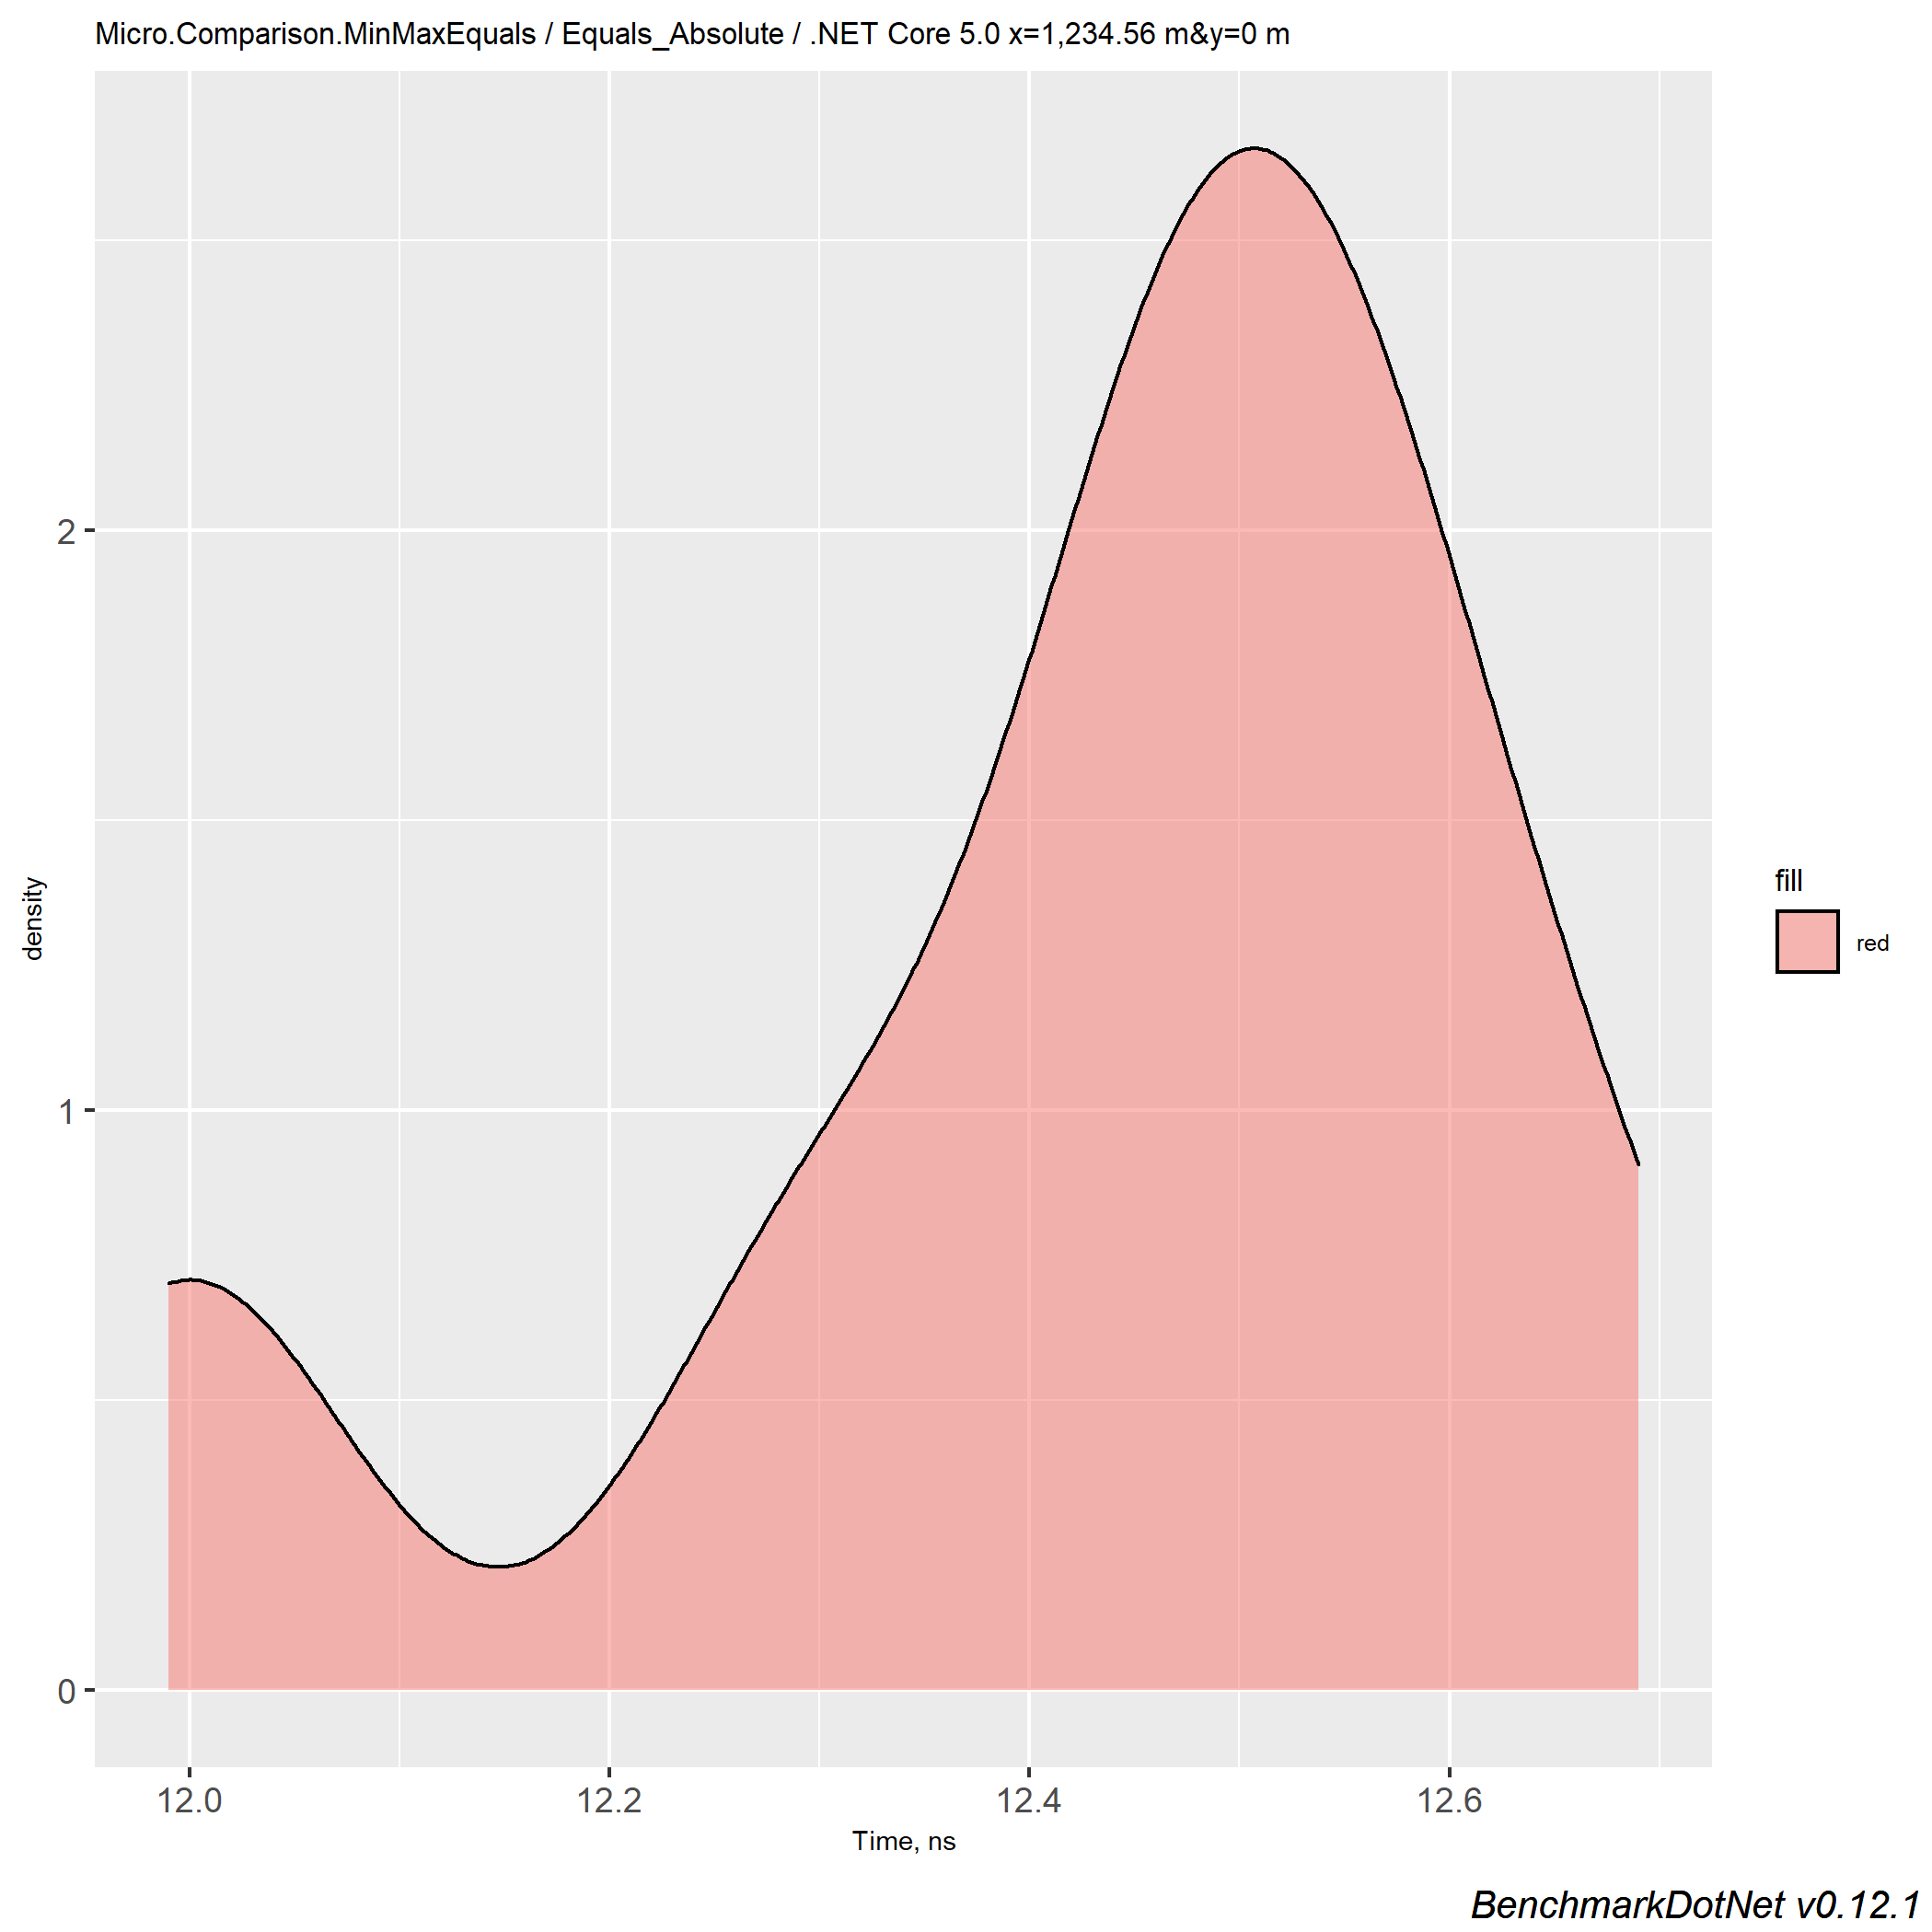 Micro.Comparison.MinMaxEquals / Equals_Absolute / .NET Core 5.0 x=1,234.56 m&y=0 m
2
1
0
density
12.0 12.2 12.4 12.6
Time, ns
fill
red
BenchmarkDotNet v0.12.1